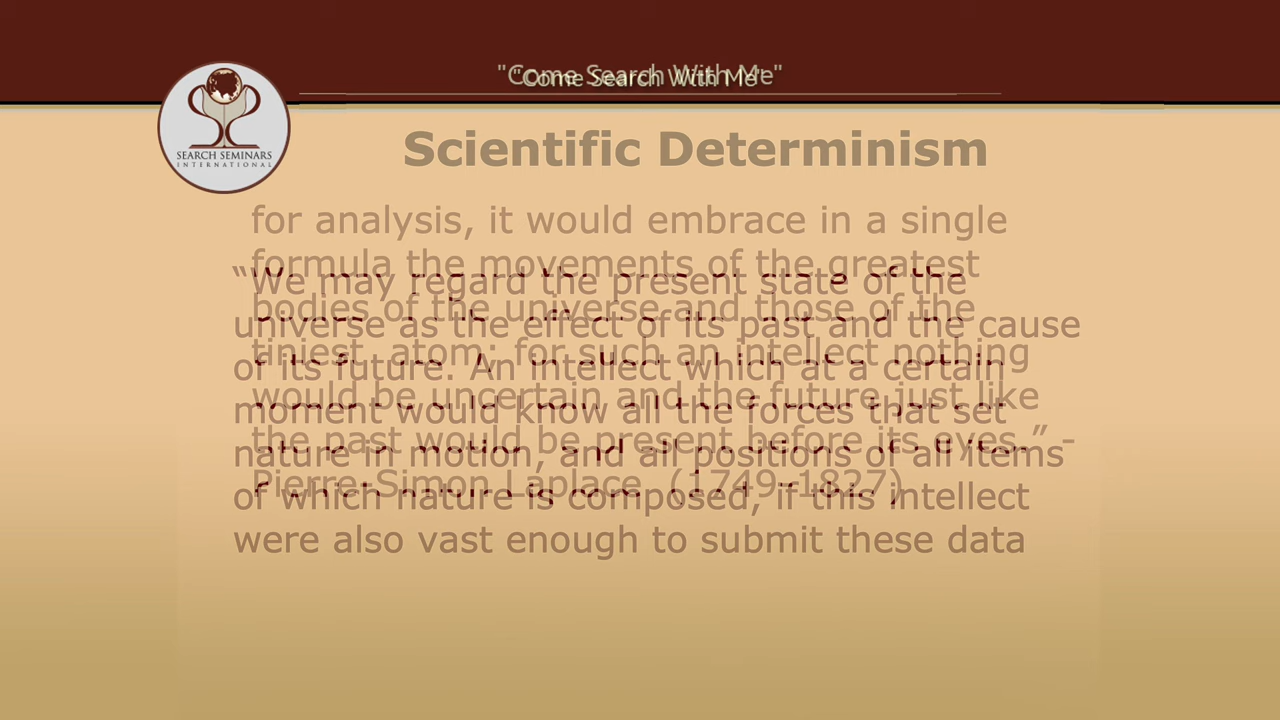 "Come Search With Me"
"Come Search With Me"
SEARCH SEMINARS
INTERNATIONAL
Scientific Determinism
“We may regard the present state of the
universe as the effect of its past and the cause
of its future. An intellect which at a certain
moment would know all the forces that set
nature in motion, and all positions of all items
of which nature is composed, if this intellect
were also vast enough to submit these data
for analysis, it would embrace in a single
formula the movements of the greatest
bodies of the universe and those of the
tiniest atom; for such an intellect nothing
would be uncertain and the future just like
the past would be present before its eyes.” -
Pierre Simon Laplace (1749-1827)